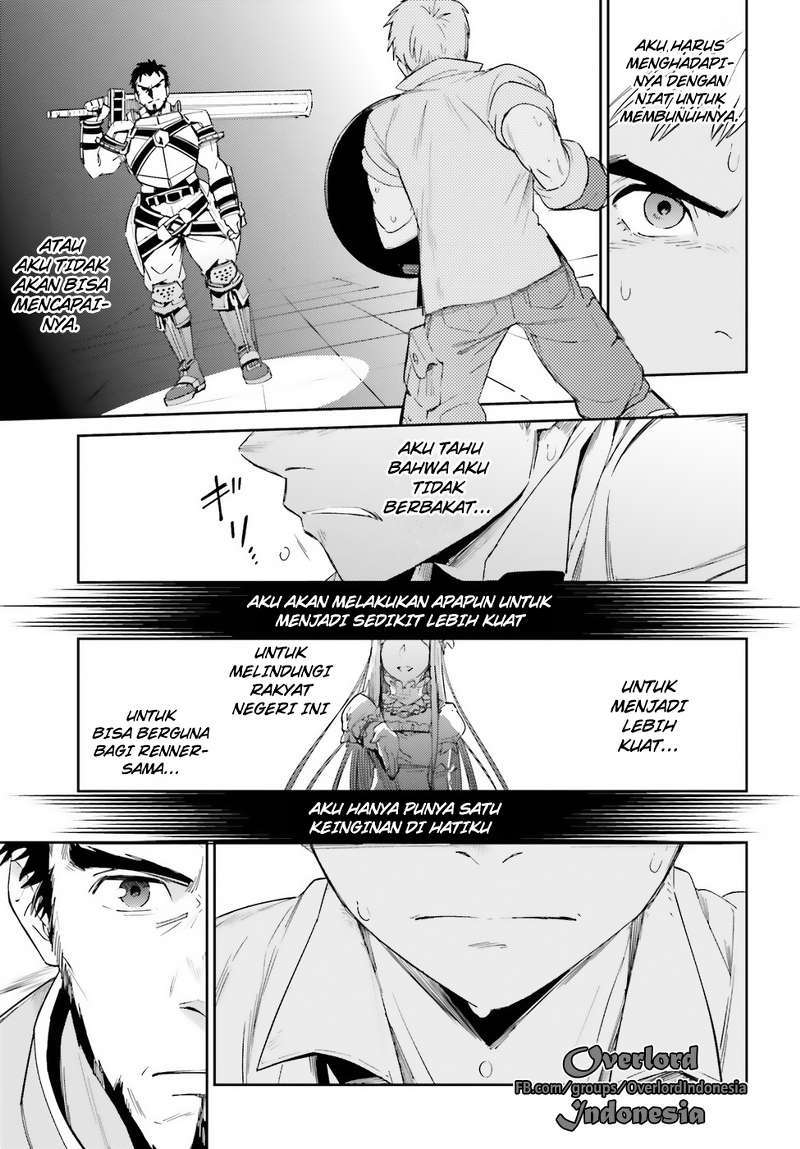 AKU HARUS
MENGHADAPI-
NYA DENGAN
NIAT UNTUK
MEMBUNUHNYA.
ATAU
AKU TIDAK
AKAN BISA
MENCAPAI-
NYA.
AKU TAHU
BAHWA AKU
TIDAK
BERBAKAT...
ギギ
AKU AKAN MELAKUKAN APAPUN UNTUK
MENJADI SEDIKIT LEBIH KUAT
UNTUK
MENJADI
LEBIH
KUAT...
UNTUK
MELINDUNGI
RAKYAT
NEGERI INI
UNTUK
BISA BERGUNA
BAGI RENNER-
SAMA...
AKU HANYA PUNYA SATU
KEINGINAN DI HATIKU
Overlord
FB.com/groups/OverlordIndonesia
Indonesia